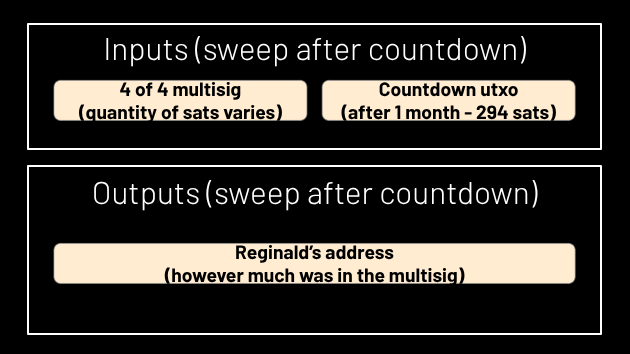 Inputs (sweep after countdown)
4 of 4 multisig
(quantity of sats varies)
Countdown utxo
(after 1 month - 294 sats)
Outputs (sweep after countdown)
Reginald’s address
(however much was in the multisig)